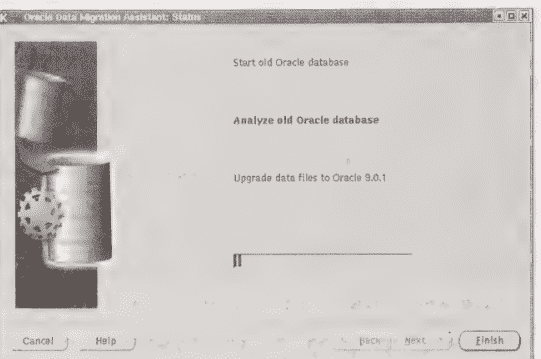 Oracle Data Migration Assistant: Status
Start old Oracle database
Analyze old Oracle database
Upgrade data files to Oracle 9.0.1
Cancel Help Back Next Finish